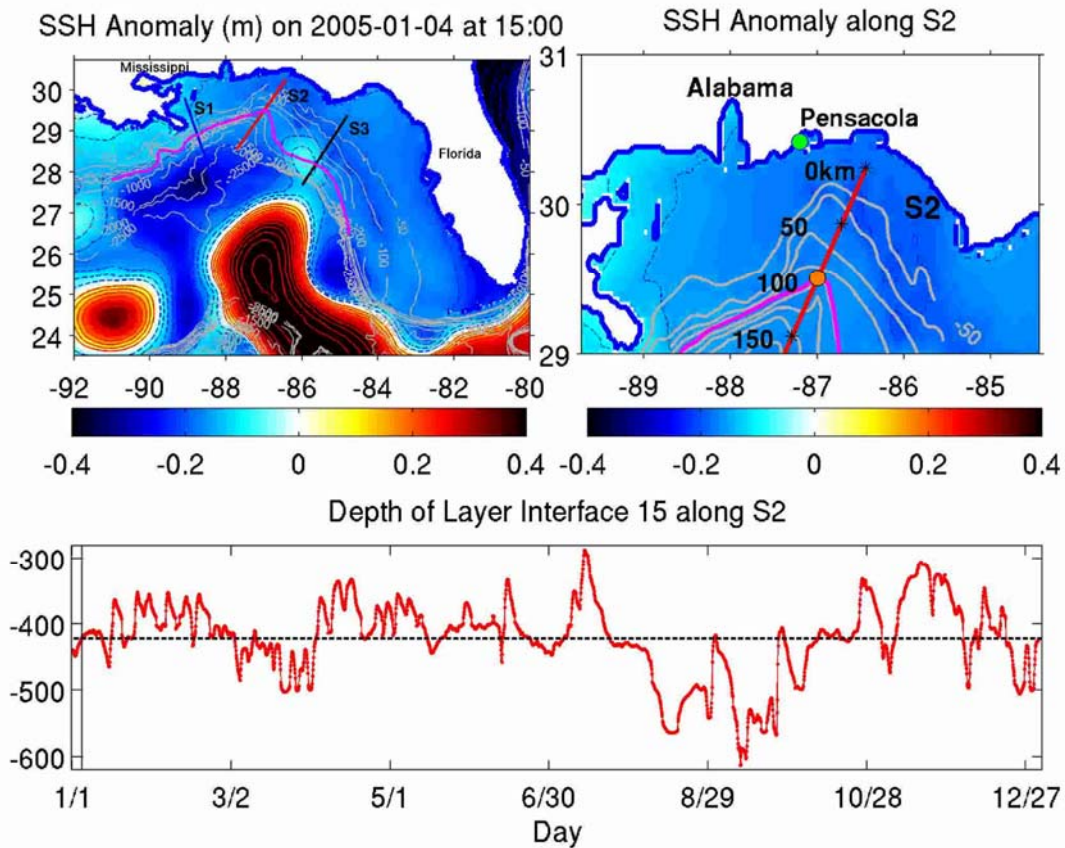 SSH Anomaly (m) on 2005-01-04 at 15:00
Mississippi
S1
S2
S3
Florida
30
29
28
27
26
25
24
-92 -90 -88 -86 -84 -82 -80
-0.4 -0.2 0 0.2 0.4
SSH Anomaly along S2
31
30
29
Alabama
Pensacola
0km
S2
50
100
150
-50
-89 -88 -87 -86 -85
-0.4 -0.2 0 0.2 0.4
Depth of Layer Interface 15 along S2
-300
-400
-500
-600
1/1 3/2 5/1 6/30 8/29 10/28 12/27
Day